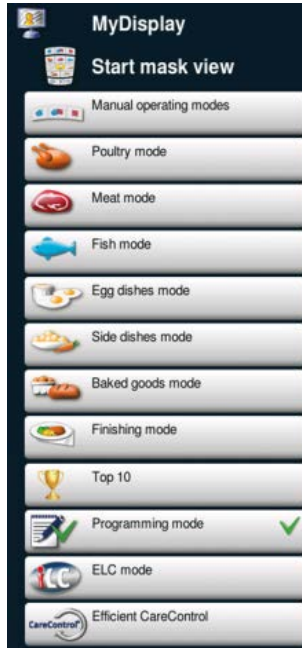 MyDisplay
Start mask view
Manual operating modes
Poultry mode
Meat mode
Fish mode
Egg dishes mode
Side dishes mode
Baked goods mode
Finishing mode
Top 10
Programming mode
ELC mode
CareControl
Efficient CareControl